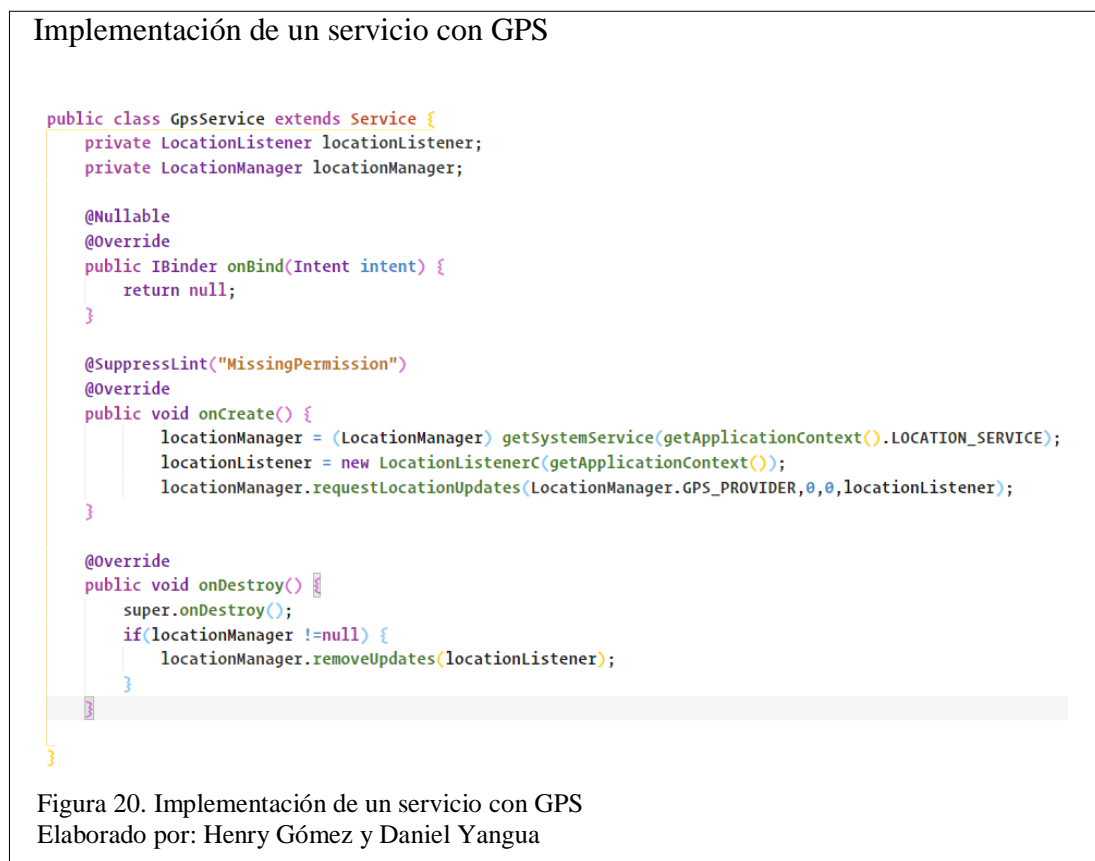 Implementación de un servicio con GPS
public class GpsService extends Service {
private LocationListener locationListener;
private LocationManager locationManager;
@Nullable
@Override
public IBinder onBind(Intent intent) {
return null;
}
@SuppressLint("MissingPermission")
@Override
public void onCreate() {
locationManager = (LocationManager) getSystemService(getApplicationContext().LOCATION_SERVICE);
locationListener = new LocationListenerC(getApplicationContext());
locationManager.requestLocationUpdates(LocationManager.GPS_PROVIDER,0,0,locationListener);
}
@Override
public void onDestroy() {
super.onDestroy();
if(locationManager !=null) {
locationManager.removeUpdates(locationListener);
}
}
}
Figura 20. Implementación de un servicio con GPS
Elaborado por: Henry Gómez y Daniel Yangua